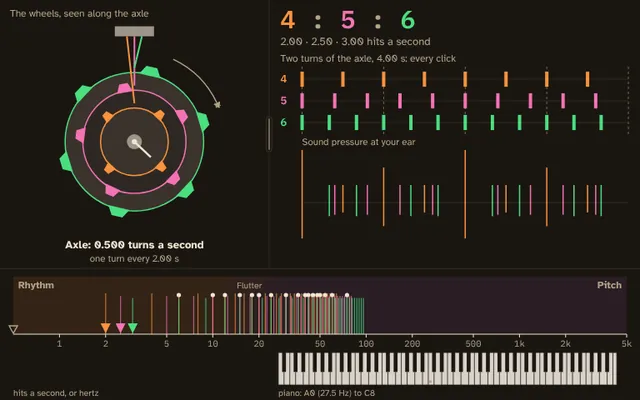 The wheels, seen along the axle
4 : 5 : 6
2.00 · 2.50 · 3.00 hits a second
Two turns of the axle, 4.00 s: every click
4
5
6
Sound pressure at your ear
Axle: 0.500 turns a second
one turn every 2.00 s
Rhythm
Flutter
Pitch
1 2 5 10 20 50 100 200 500 1k 2k 5k
hits a second, or hertz
piano: A0 (27.5 Hz) to C8